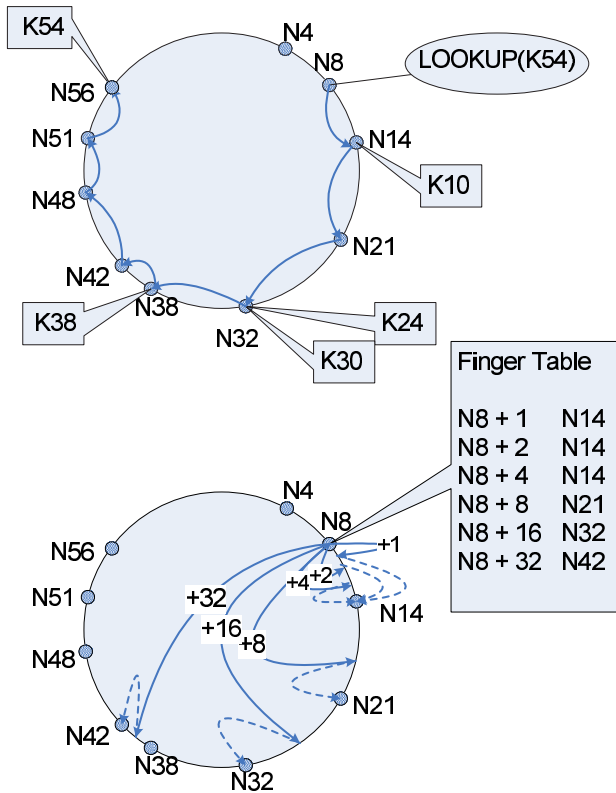 K54
N4
N8
LOOKUP(K54)
N56
N51
N14
K10
N48
N21
N42
N38
K38
N32
K24
K30
Finger Table
N8 + 1 N14
N8 + 2 N14
N8 + 4 N14
N8 + 8 N21
N8 + 16 N32
N8 + 32 N42
N4
N8
N56
+1
+2
+4
N51
+32
N14
+16
+8
N48
N21
N42
N38
N32